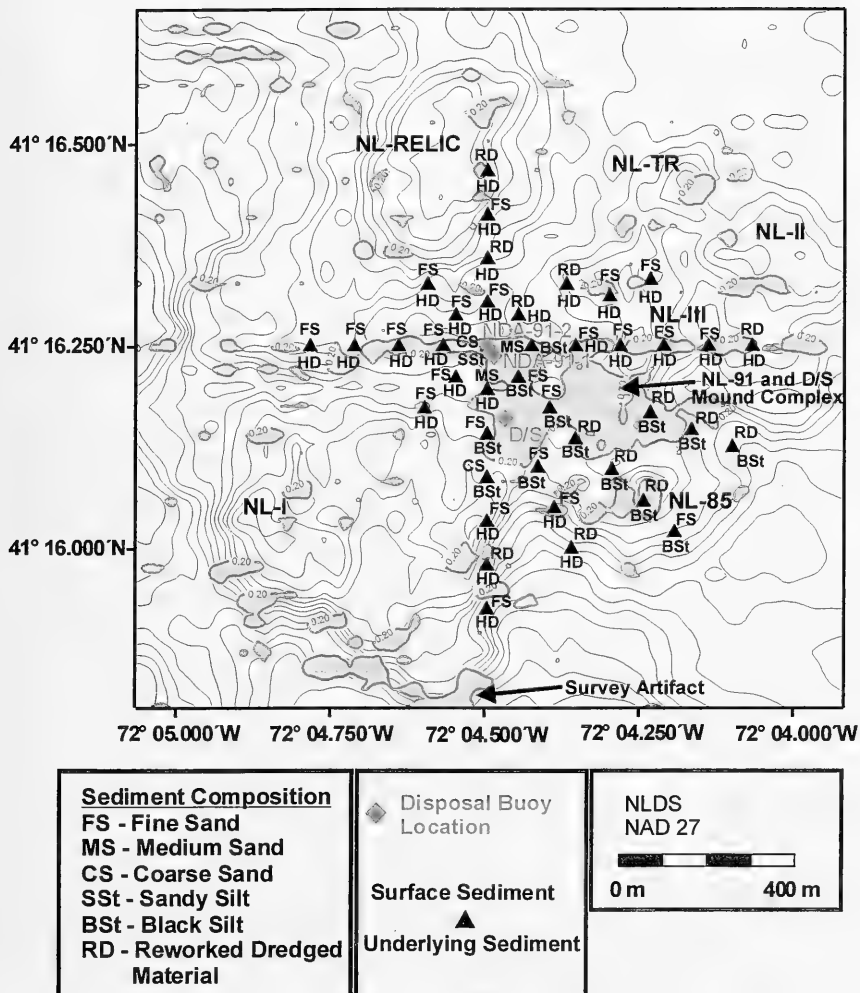 41° 16.500´N
NL-RELIC
RD
HD
NL-TR
FS
HD
NL-II
RD
HD
FS
HD
RD
HD
FS
HD
FS
HD
FS
HD
FS
HD
RD
HD
NL-III
NDA-91-2
41° 16.250´N
FS
HD
FS
HD
FS
HD
FS
HD
CS
SSt
MS
BSt
FS
HD
FS
HD
FS
HD
FS
HD
RD
HD
NDA-91-1
FS
HD
MS
HD
FS
BSt
NL-91 and D/S
Mound Complex
FS
HD
FS
BSt
RD
BSt
RD
BSt
FS
BSt
D/S
RD
BSt
RD
BSt
CS
BSt
FS
BSt
RD
BSt
NL-I
RD
BSt
NL-85
FS
HD
FS
HD
FS
BSt
41° 16.000´N
RD
HD
RD
HD
FS
HD
0.20
Survey Artifact
72° 05.000´W
72° 04.750´W
72° 04.500´W
72° 04.250´W
72° 04.000´W
Sediment Composition
FS - Fine Sand
MS - Medium Sand
CS - Coarse Sand
SSt - Sandy Silt
BSt - Black Silt
RD - Reworked Dredged
Material
Disposal Buoy
Location
Surface Sediment
Underlying Sediment
NLDS
NAD 27
0 m
400 m